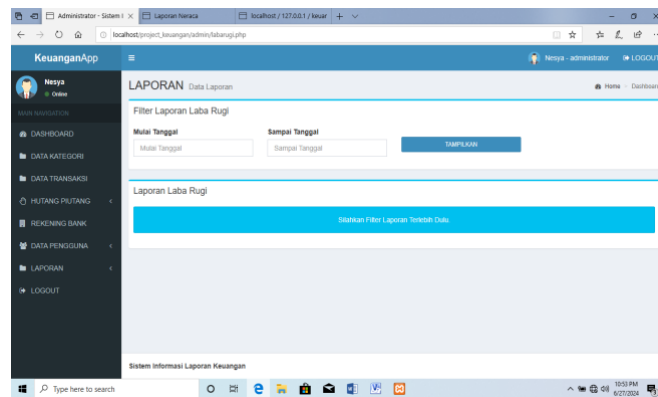 Administrator - Sistem I
Laporan Neraca
localhost / 127.0.0.1 / keuar
localhost/project_keuangan/admin/labarugi.php
KeuanganApp
Nesya - administrator
LOGOUT
Nesya
Online
LAPORAN Data Laporan
Home
Dashboard
MAIN NAVIGATION
Filter Laporan Laba Rugi
Mulai Tanggal
Sampai Tanggal
Mulai Tanggal
Sampai Tanggal
TAMPILKAN
DASHBOARD
DATA KATEGORI
DATA TRANSAKSI
HUTANG PIUTANG
REKENING BANK
DATA PENGGUNA
LAPORAN
LOGOUT
Laporan Laba Rugi
Silahkan Filter Laporan Terlebih Dulu.
Sistem Informasi Laporan Keuangan
Type here to search
10:53 PM
6/27/2024